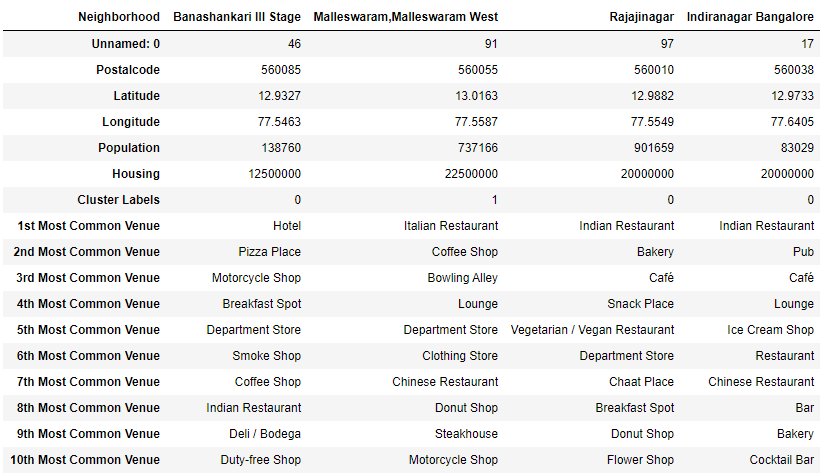 Neighborhood Banashankari III Stage Malleswaram,Malleswaram West Rajajinagar Indiranagar Bangalore
Unnamed: 0 46 91 97 17
Postalcode 560085 560055 560010 560038
Latitude 12.9327 13.0163 12.9882 12.9733
Longitude 77.5463 77.5587 77.5549 77.6405
Population 138760 737166 901659 83029
Housing 12500000 22500000 20000000 20000000
Cluster Labels 0 1 0 0
1st Most Common Venue Hotel Italian Restaurant Indian Restaurant Indian Restaurant
2nd Most Common Venue Pizza Place Coffee Shop Bakery Pub
3rd Most Common Venue Motorcycle Shop Bowling Alley Café Café
4th Most Common Venue Breakfast Spot Lounge Snack Place Lounge
5th Most Common Venue Department Store Department Store Vegetarian / Vegan Restaurant Ice Cream Shop
6th Most Common Venue Smoke Shop Clothing Store Department Store Restaurant
7th Most Common Venue Coffee Shop Chinese Restaurant Chaat Place Chinese Restaurant
8th Most Common Venue Indian Restaurant Donut Shop Breakfast Spot Bar
9th Most Common Venue Deli / Bodega Steakhouse Donut Shop Bakery
10th Most Common Venue Duty-free Shop Motorcycle Shop Flower Shop Cocktail Bar